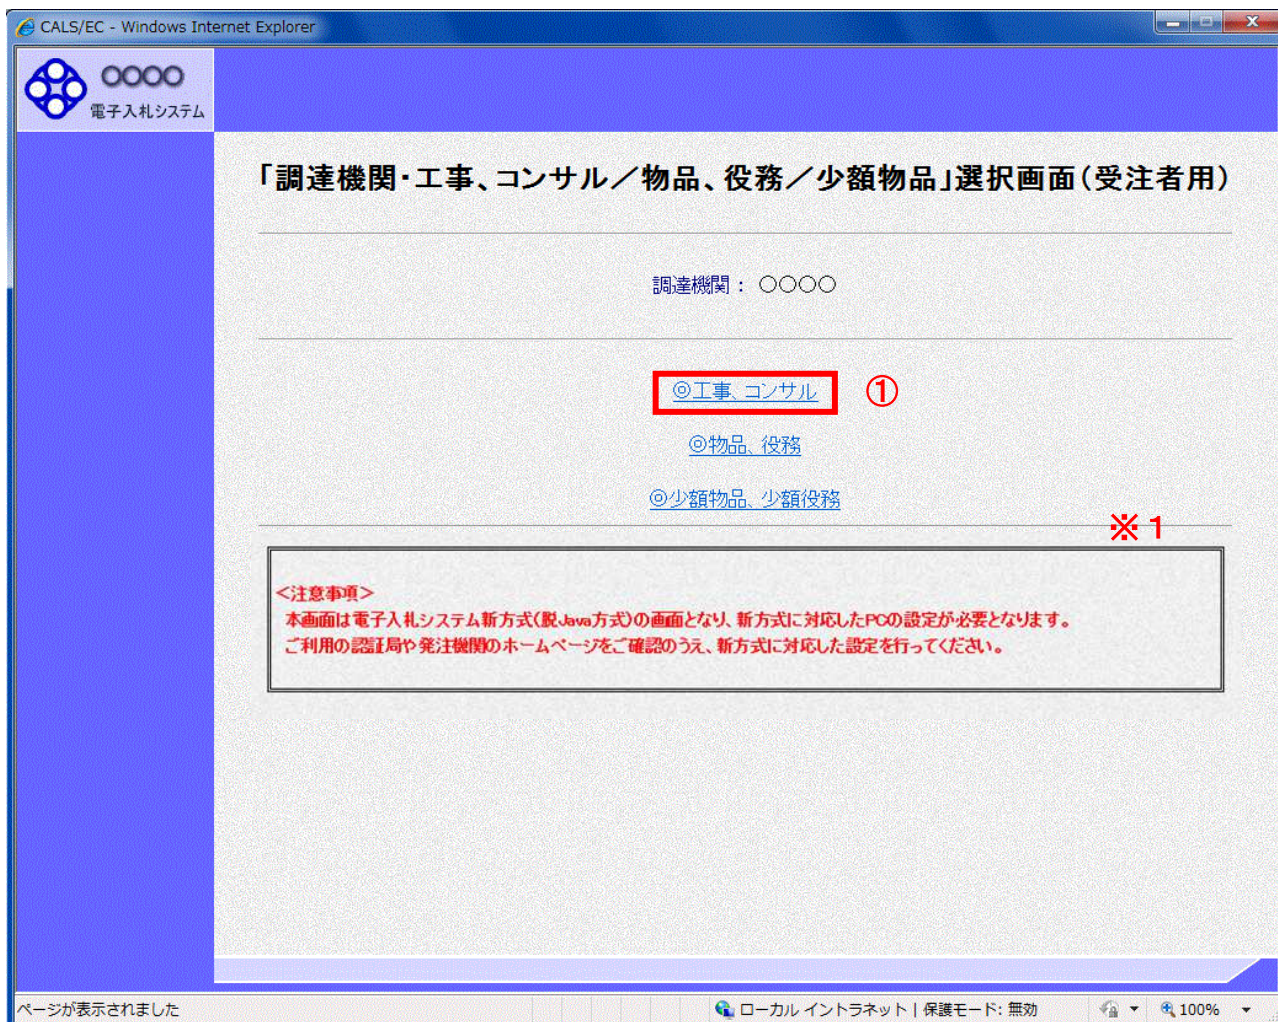 CALS/EC - Windows Internet Explorer
○○○○
電子入札システム
「調達機関・工事、コンサル／物品、役務／少額物品」選択画面(受注者用)
調達機関： ○○○○
◎工事、コンサル
①
◎物品、役務
◎少額物品、少額役務
※１
＜注意事項＞
本画面は電子入札システム新方式(脱Java方式)の画面となり、新方式に対応したPCの設定が必要となります。
ご利用の認証局や発注機関のホームページをご確認のうえ、新方式に対応した設定を行ってください。
ページが表示されました
ローカル イントラネット | 保護モード: 無効
100%